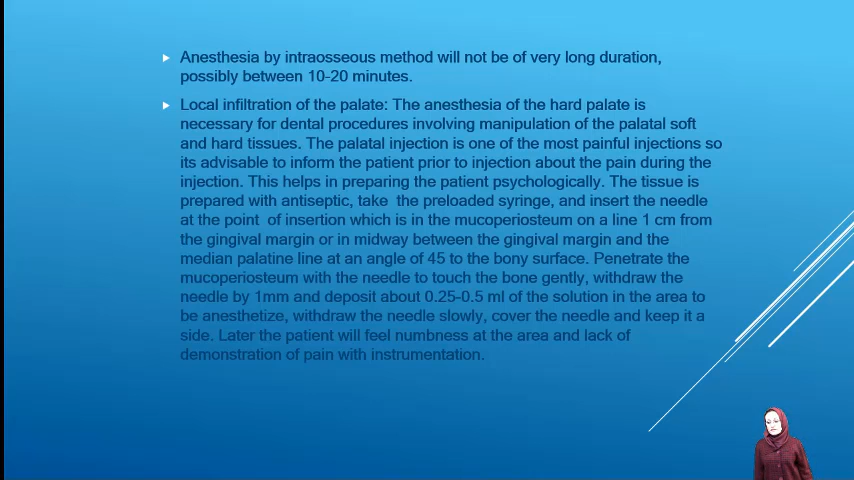 Anesthesia by intraosseous method will not be of very long duration,
possibly between 10-20 minutes.
Local infiltration of the palate: The anesthesia of the hard palate is
necessary for dental procedures involving manipulation of the palatal soft
and hard tissues. The palatal injection is one of the most painful injections so
its advisable to inform the patient prior to injection about the pain during the
injection. This helps in preparing the patient psychologically. The tissue is
prepared with antiseptic, take the preloaded syringe, and insert the needle
at the point of insertion which is in the mucoperiosteum on a line 1 cm from
the gingival margin or in midway between the gingival margin and the
median palatine line at an angle of 45 to the bony surface. Penetrate the
mucoperiosteum with the needle to touch the bone gently, withdraw the
needle by 1mm and deposit about 0.25-0.5 ml of the solution in the area to
be anesthetize, withdraw the needle slowly, cover the needle and keep it a
side. Later the patient will feel numbness at the area and lack of
demonstration of pain with instrumentation.